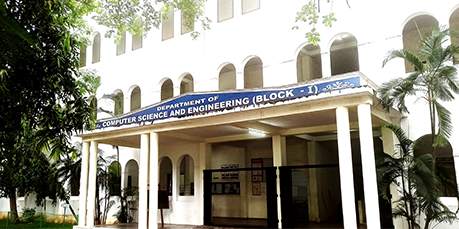 DEPARTMENT OF
COMPUTER SCIENCE AND ENGINEERING (BLOCK - I)